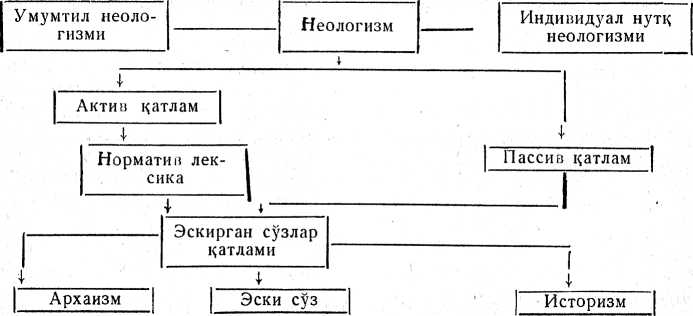 Умумтил неоло-
гизми
Неологизм
Индивидуал нутқ
неологизми
Актив қатлам
Норматив лек-
сика
Пассив қатлам
Эскирган сўзлар
қатлами
Архаизм
Эски сўз
Историзм